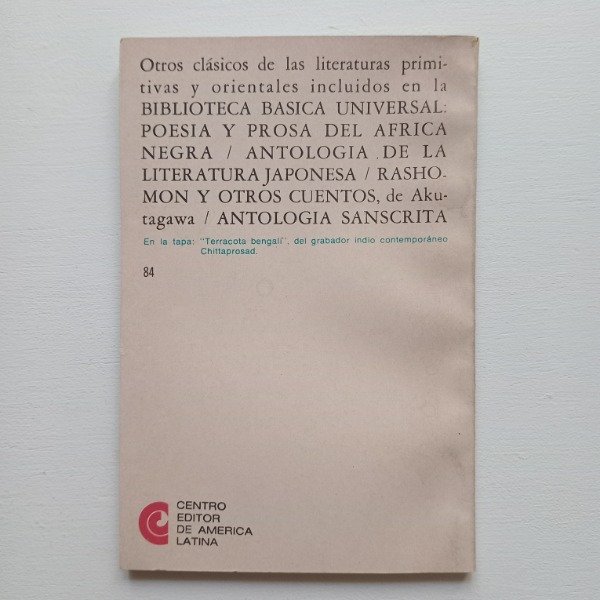 Otros clásicos de las literaturas primi-
tivas y orientales incluidos en la
BIBLIOTECA BASICA UNIVERSAL:
POESIA Y PROSA DEL AFRICA
NEGRA / ANTOLOGIA DE LA
LITERATURA JAPONESA / RASHO-
MON Y OTROS CUENTOS, de Aku-
tagawa / ANTOLOGIA SANSCRITA
En la tapa: "Terracota bengalí", del grabador indio contemporáneo
Chittaprosad.
84
CENTRO
EDITOR
DE AMERICA
LATINA